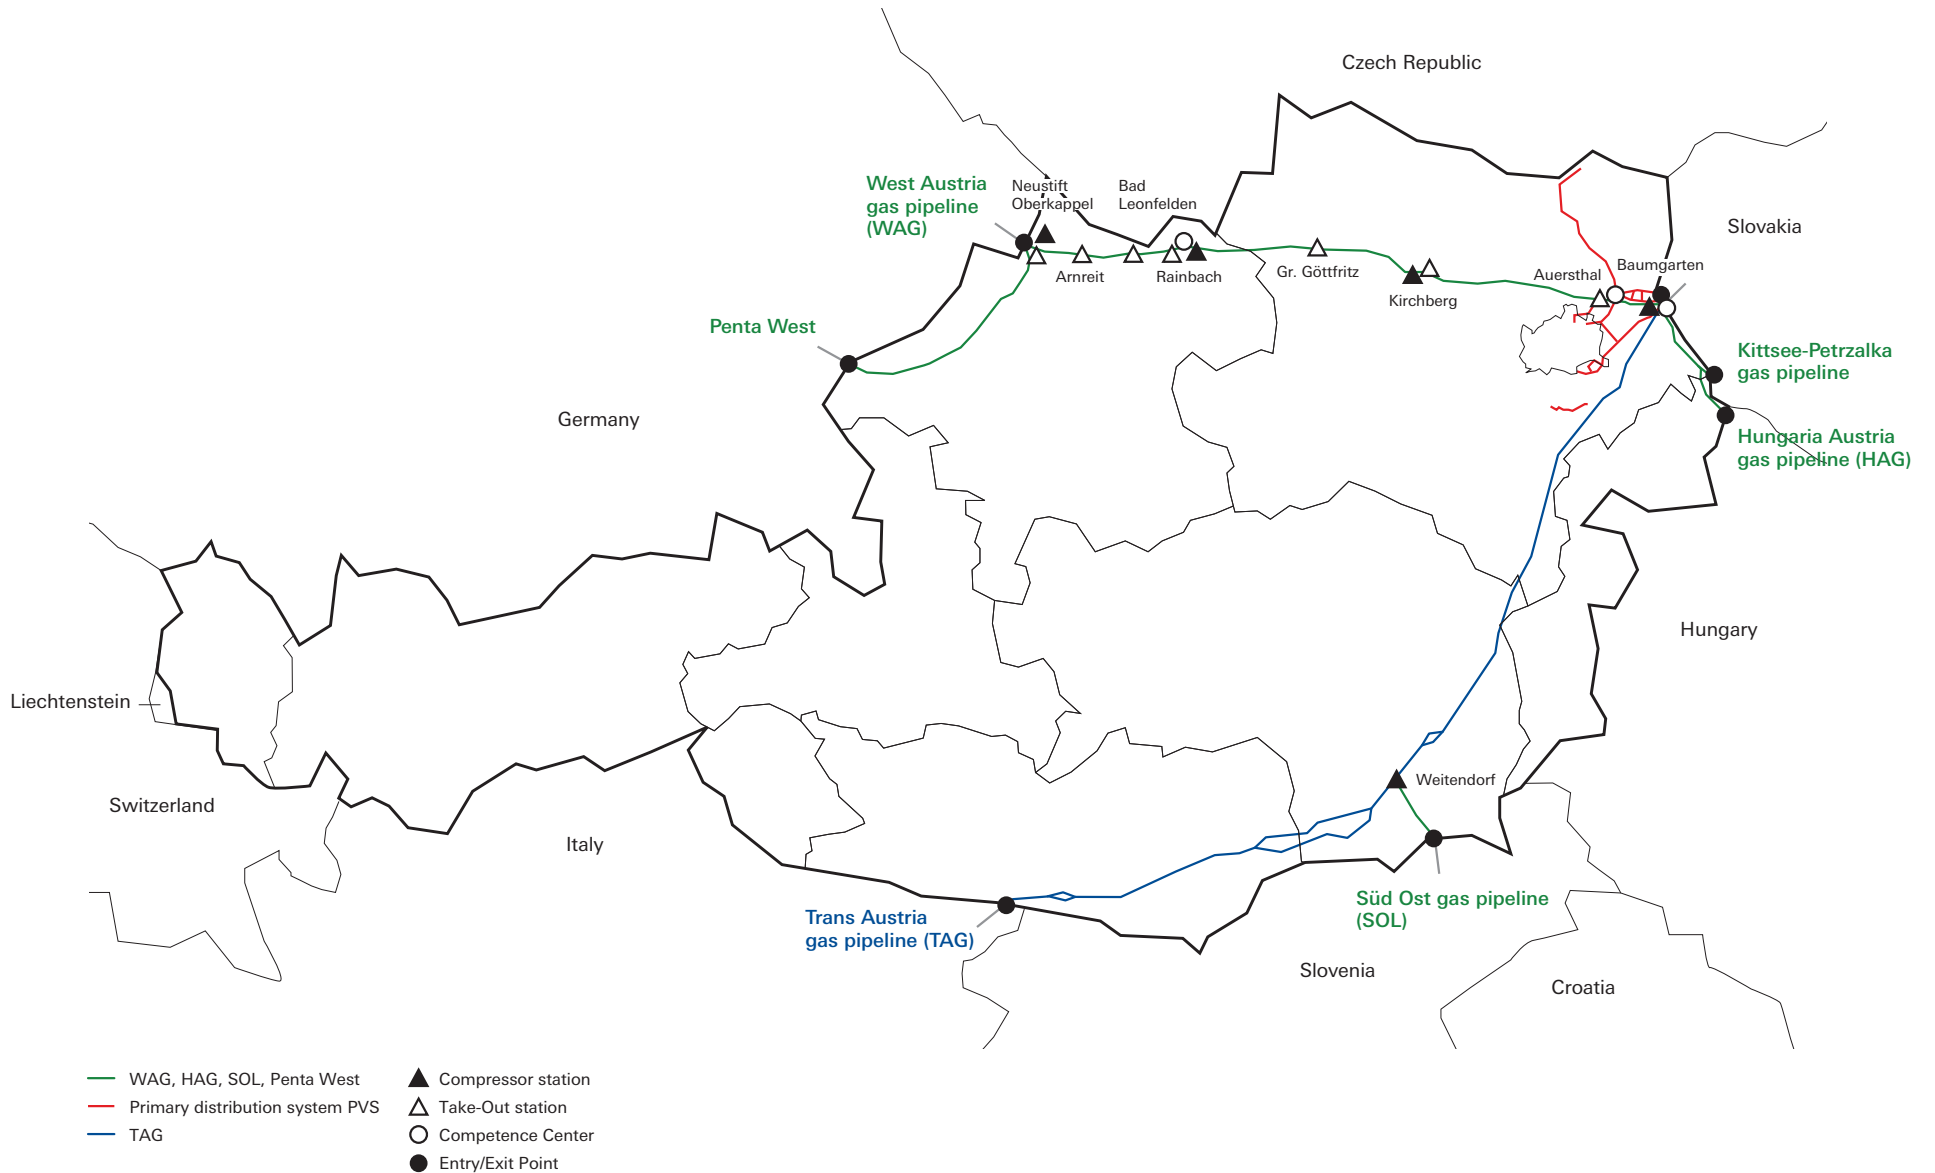 Czech Republic
West Austria
gas pipeline
(WAG)
Neustift
Oberkappel
Bad
Leonfelden
Slovakia
Arnreit
Rainbach
Gr. Göttfritz
Kirchberg
Auersthal
Baumgarten
Penta West
Kittsee-Petrzalka
gas pipeline
Germany
Hungaria Austria
gas pipeline (HAG)
Hungary
Liechtenstein
Switzerland
Italy
Weitendorf
Trans Austria
gas pipeline (TAG)
Süd Ost gas pipeline
(SOL)
Slovenia
Croatia
WAG, HAG, SOL, Penta West
Primary distribution system PVS
TAG
Compressor station
Take-Out station
Competence Center
Entry/Exit Point